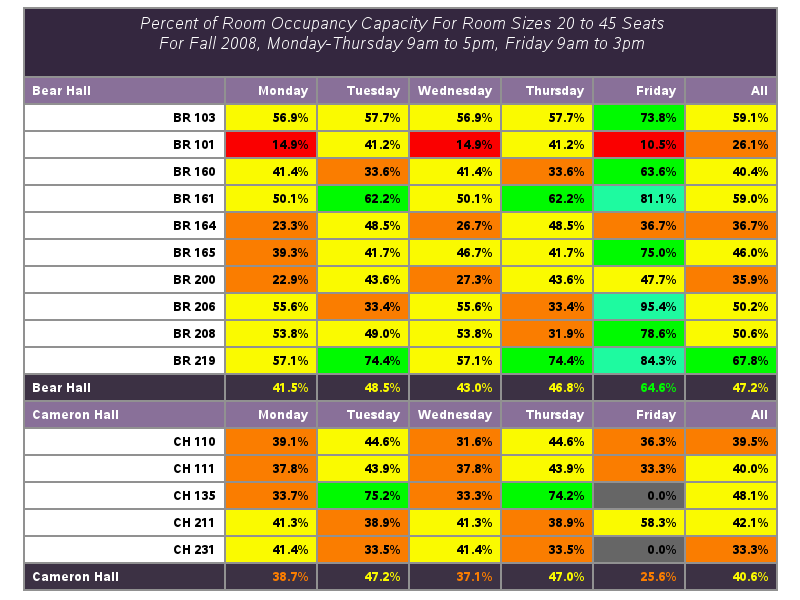 Percent of Room Occupancy Capacity For Room Sizes 20 to 45 Seats
For Fall 2008, Monday-Thursday 9am to 5pm, Friday 9am to 3pm
Bear Hall Monday Tuesday Wednesday Thursday Friday All
BR 103 56.9% 57.7% 56.9% 57.7% 73.8% 59.1%
BR 101 14.9% 41.2% 14.9% 41.2% 10.5% 26.1%
BR 160 41.4% 33.6% 41.4% 33.6% 63.6% 40.4%
BR 161 50.1% 62.2% 50.1% 62.2% 81.1% 59.0%
BR 164 23.3% 48.5% 26.7% 48.5% 36.7% 36.7%
BR 165 39.3% 41.7% 46.7% 41.7% 75.0% 46.0%
BR 200 22.9% 43.6% 27.3% 43.6% 47.7% 35.9%
BR 206 55.6% 33.4% 55.6% 33.4% 95.4% 50.2%
BR 208 53.8% 49.0% 53.8% 31.9% 78.6% 50.6%
BR 219 57.1% 74.4% 57.1% 74.4% 84.3% 67.8%
Bear Hall 41.5% 48.5% 43.0% 46.8% 64.6% 47.2%
Cameron Hall Monday Tuesday Wednesday Thursday Friday All
CH 110 39.1% 44.6% 31.6% 44.6% 36.3% 39.5%
CH 111 37.8% 43.9% 37.8% 43.9% 33.3% 40.0%
CH 135 33.7% 75.2% 33.3% 74.2% 0.0% 48.1%
CH 211 41.3% 38.9% 41.3% 38.9% 58.3% 42.1%
CH 231 41.4% 33.5% 41.4% 33.5% 0.0% 33.3%
Cameron Hall 38.7% 47.2% 37.1% 47.0% 25.6% 40.6%